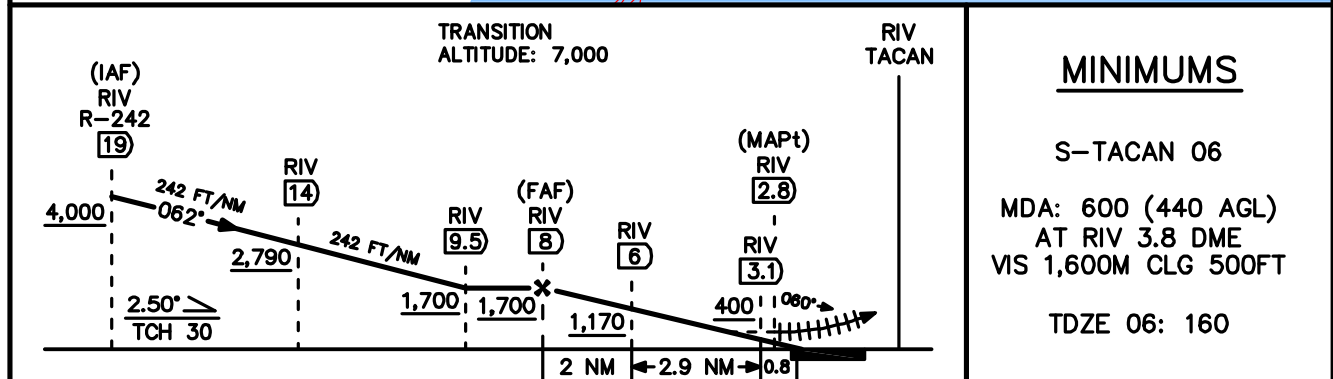 TRANSITION
ALTITUDE: 7,000
RIV
TACAN
(IAF)
RIV
R-242
19
242 FT/NM
062°
4,000
RIV
14
242 FT/NM
2,790
RIV
9.5
1,700
(FAF)
RIV
8
1,700
RIV
6
1,170
(MAPt)
RIV
2.8
RIV
3.1
400
060°
2.50°
TCH 30
2 NM
2.9 NM
0.8
MINIMUMS
S-TACAN 06
MDA: 600 (440 AGL)
AT RIV 3.8 DME
VIS 1,600M CLG 500FT
TDZE 06: 160